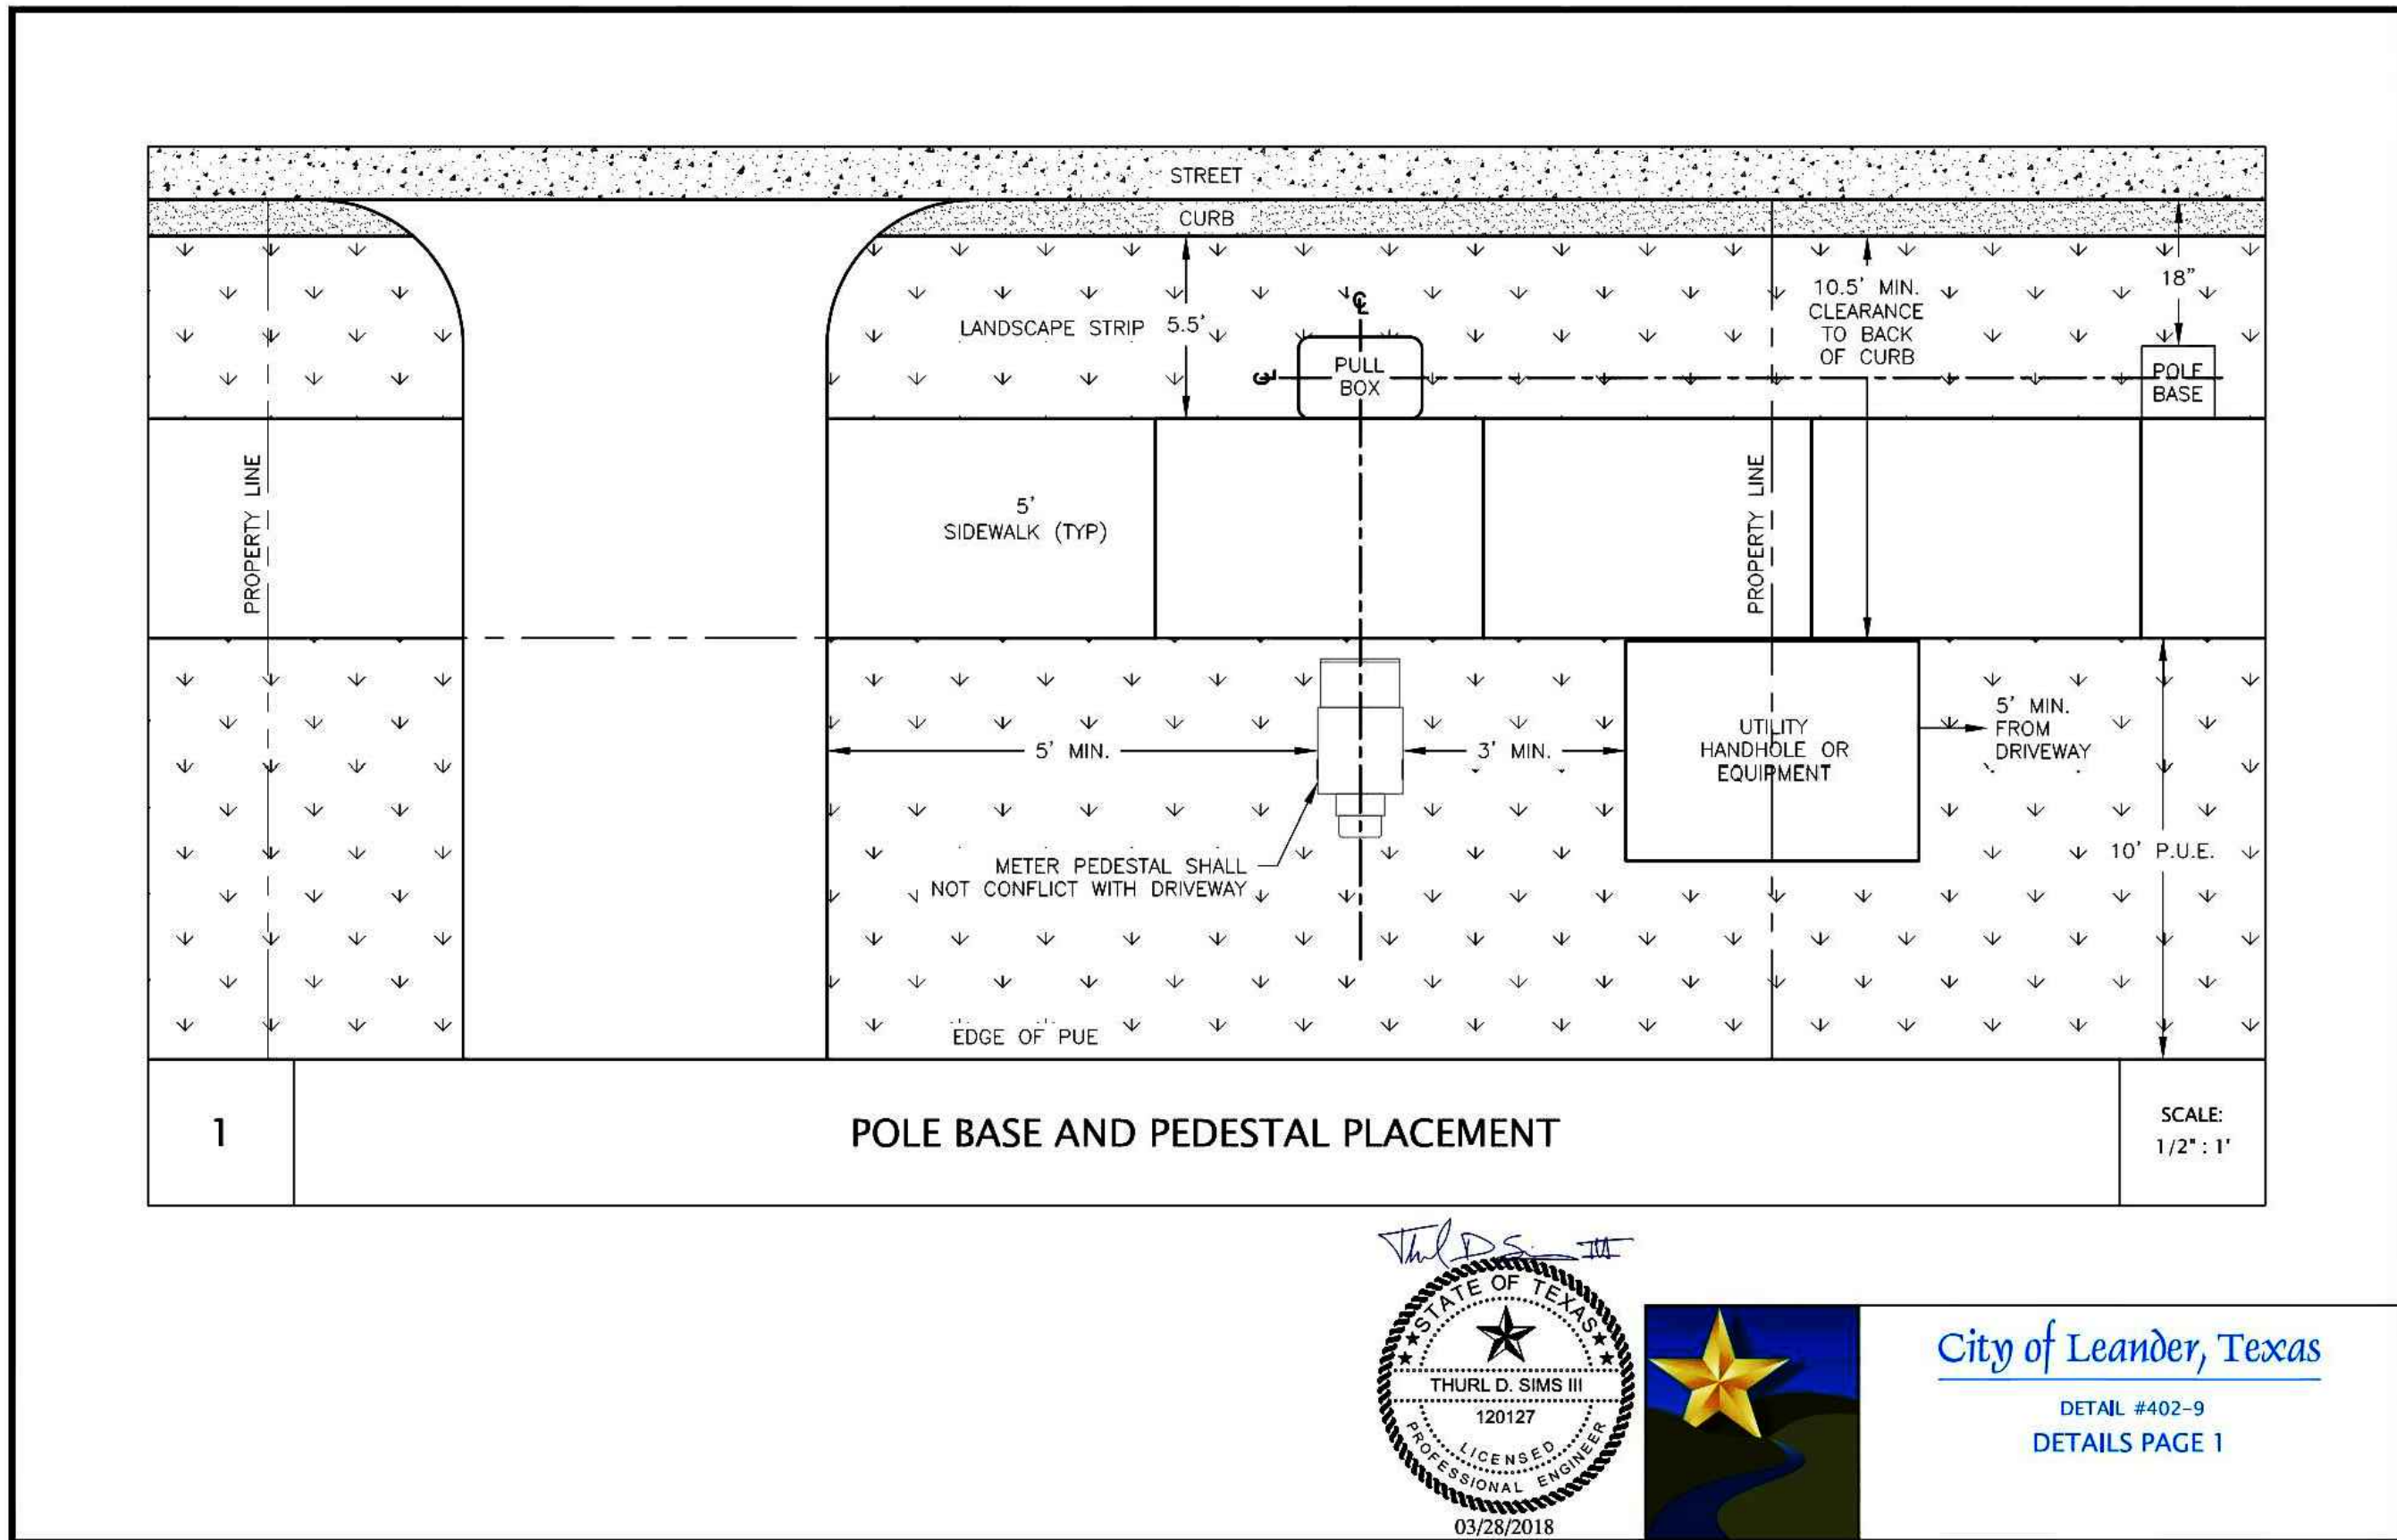 STREET
CURB
LANDSCAPE STRIP 5.5'
℄
10.5' MIN.
CLEARANCE
TO BACK
OF CURB
18"
℄
PULL
BOX
POLE
BASE
PROPERTY LINE
5'
SIDEWALK (TYP)
PROPERTY LINE
5' MIN.
3' MIN.
UTILITY
HANDHOLE OR
EQUIPMENT
5' MIN.
FROM
DRIVEWAY
METER PEDESTAL SHALL
NOT CONFLICT WITH DRIVEWAY
10' P.U.E.
EDGE OF PUE
1
POLE BASE AND PEDESTAL PLACEMENT
SCALE:
1/2" : 1'
Thurl D Sims III
STATE OF TEXAS
THURL D. SIMS III
120127
LICENSED
PROFESSIONAL ENGINEER
03/28/2018
City of Leander, Texas
DETAIL #402-9
DETAILS PAGE 1